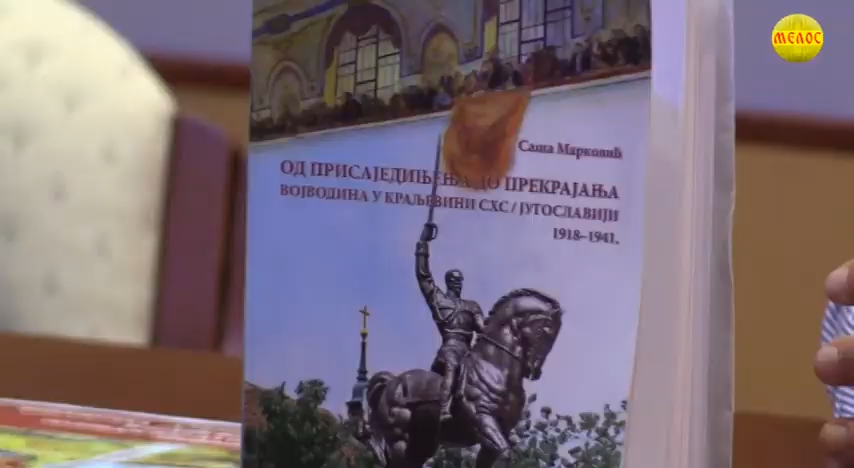 МЕЛОС
Саша Марковић
ОД ПРИСАЈЕДИЊЕЊА ДО ПРЕКРАЈАЊА
ВОЈВОДИНА У КРАЉЕВИНИ СХС / ЈУГОСЛАВИЈИ
1918–1941.